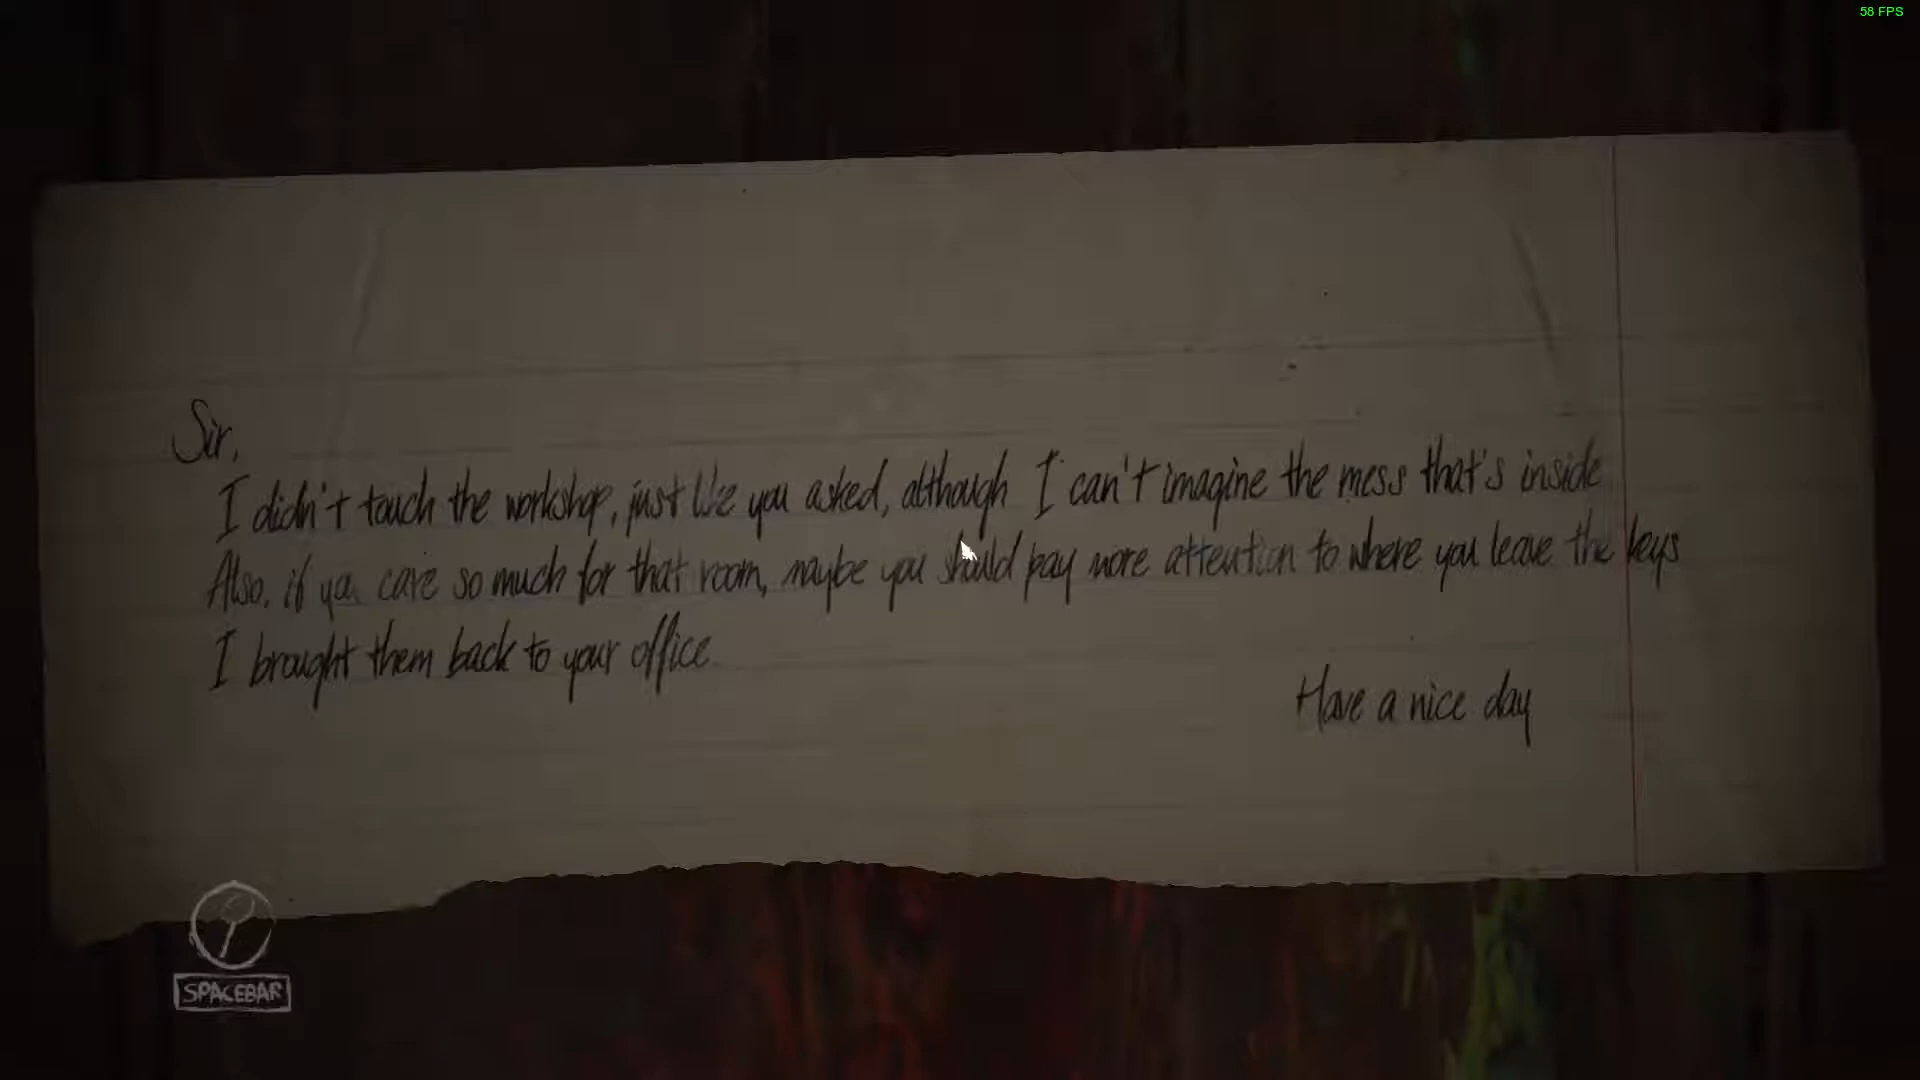 58 FPS
Sir,
I didn't touch the workshop, just like you asked, although I can't imagine the mess that's inside
Also, if you care so much for that room, maybe you should pay more attention to where you leave the keys
I brought them back to your office.
Have a nice day
SPACEBAR